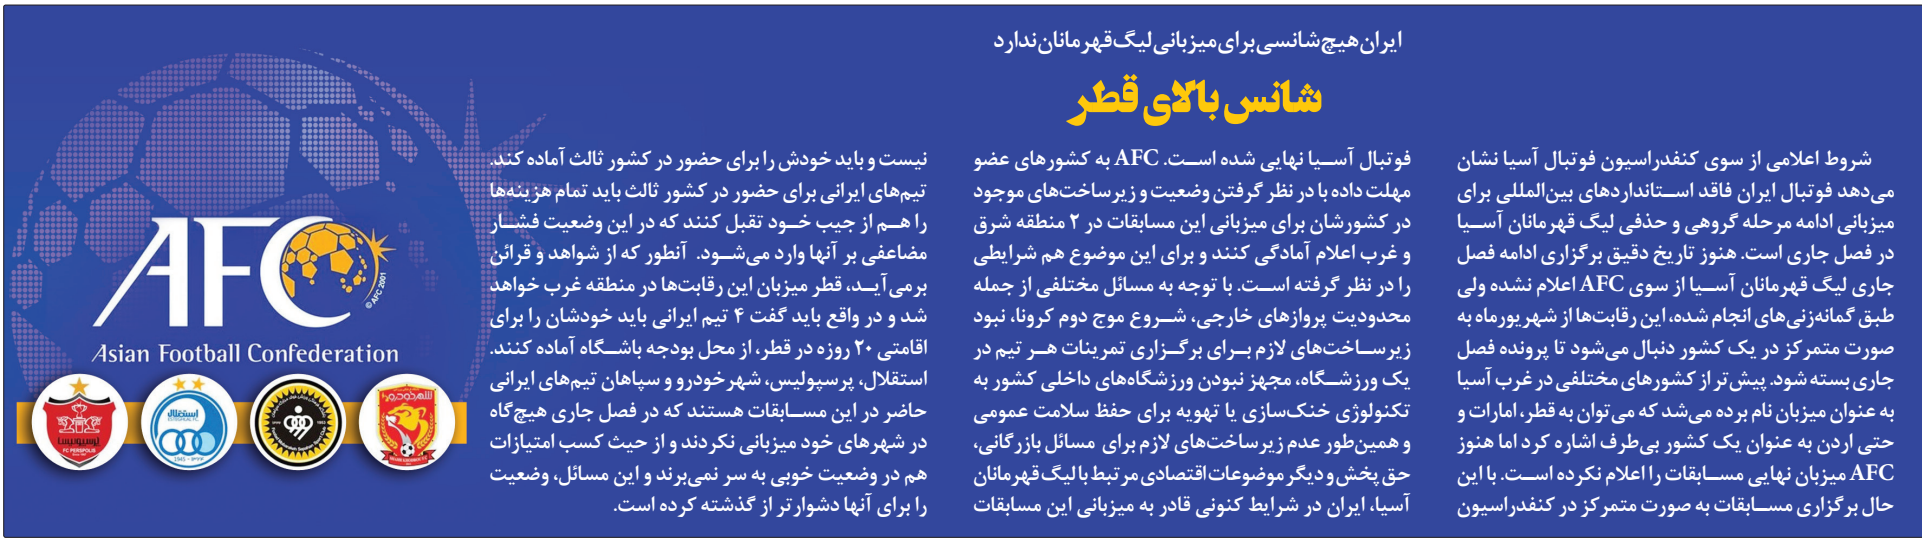 ایران هیچ شانسی برای میزبانی لیگ قهرمانان ندارد
شانس بالای قطر
شروط اعلامی از سوی کنفدراسیون فوتبال آسیا نشان
می‌دهد فوتبال ایران فاقد استانداردهای بین‌المللی برای
میزبانی ادامه مرحله گروهی و حذفی لیگ قهرمانان آسیا
در فصل جاری است. هنوز تاریخ دقیق برگزاری ادامه فصل
جاری لیگ قهرمانان آسیا از سوی AFC اعلام نشده ولی
طبق گمانه‌زنی‌های انجام شده، این رقابت‌ها از شهریورماه به
صورت متمرکز در یک کشور دنبال می‌شود تا پرونده فصل
جاری بسته شود. پیش‌تر از کشورهای مختلفی در غرب آسیا
به عنوان میزبان نام برده می‌شد که می‌توان به قطر، امارات و
حتی اردن به عنوان یک کشور بی‌طرف اشاره کرد اما هنوز
AFC میزبان نهایی مسابقات را اعلام نکرده است. با این
حال برگزاری مسابقات به صورت متمرکز در کنفدراسیون
فوتبال آسیا نهایی شده است. AFC به کشورهای عضو
مهلت داده با در نظر گرفتن وضعیت و زیرساخت‌های موجود
در کشورشان برای میزبانی این مسابقات در ۲ منطقه شرق
و غرب اعلام آمادگی کنند و برای این موضوع هم شرایطی
را در نظر گرفته است. با توجه به مسائل مختلفی از جمله
محدودیت پروازهای خارجی، شروع موج دوم کرونا، نبود
زیرساخت‌های لازم برای برگزاری تمرینات هر تیم در
یک ورزشگاه، مجهز نبودن ورزشگاه‌های داخلی کشور به
تکنولوژی خنک‌سازی یا تهویه برای حفظ سلامت عمومی
و همین‌طور عدم زیرساخت‌های لازم برای مسائل بازرگانی،
حق پخش و دیگر موضوعات اقتصادی مرتبط با لیگ قهرمانان
آسیا، ایران در شرایط کنونی قادر به میزبانی این مسابقات
نیست و باید خودش را برای حضور در کشور ثالث آماده کند.
تیم‌های ایرانی برای حضور در کشور ثالث باید تمام هزینه‌ها
را هم از جیب خود تقبل کنند که در این وضعیت فشار
مضاعفی بر آنها وارد می‌شود. آنطور که از شواهد و قرائن
برمی‌آید، قطر میزبان این رقابت‌ها در منطقه غرب خواهد
شد و در واقع باید گفت ۴ تیم ایرانی باید خودشان را برای
اقامتی ۲۰ روزه در قطر، از محل بودجه باشگاه آماده کنند.
استقلال، پرسپولیس، شهرخودرو و سپاهان تیم‌های ایرانی
حاضر در این مسابقات هستند که در فصل جاری هیچ‌گاه
در شهرهای خود میزبانی نکردند و از حیث کسب امتیازات
هم در وضعیت خوبی به سر نمی‌برند و این مسائل، وضعیت
را برای آنها دشوارتر از گذشته کرده است.
AFC
© AFC 2001
Asian Football Confederation
پرسپولیس
FC PERSPOLIS
استقلال
1945
شهرخودرو